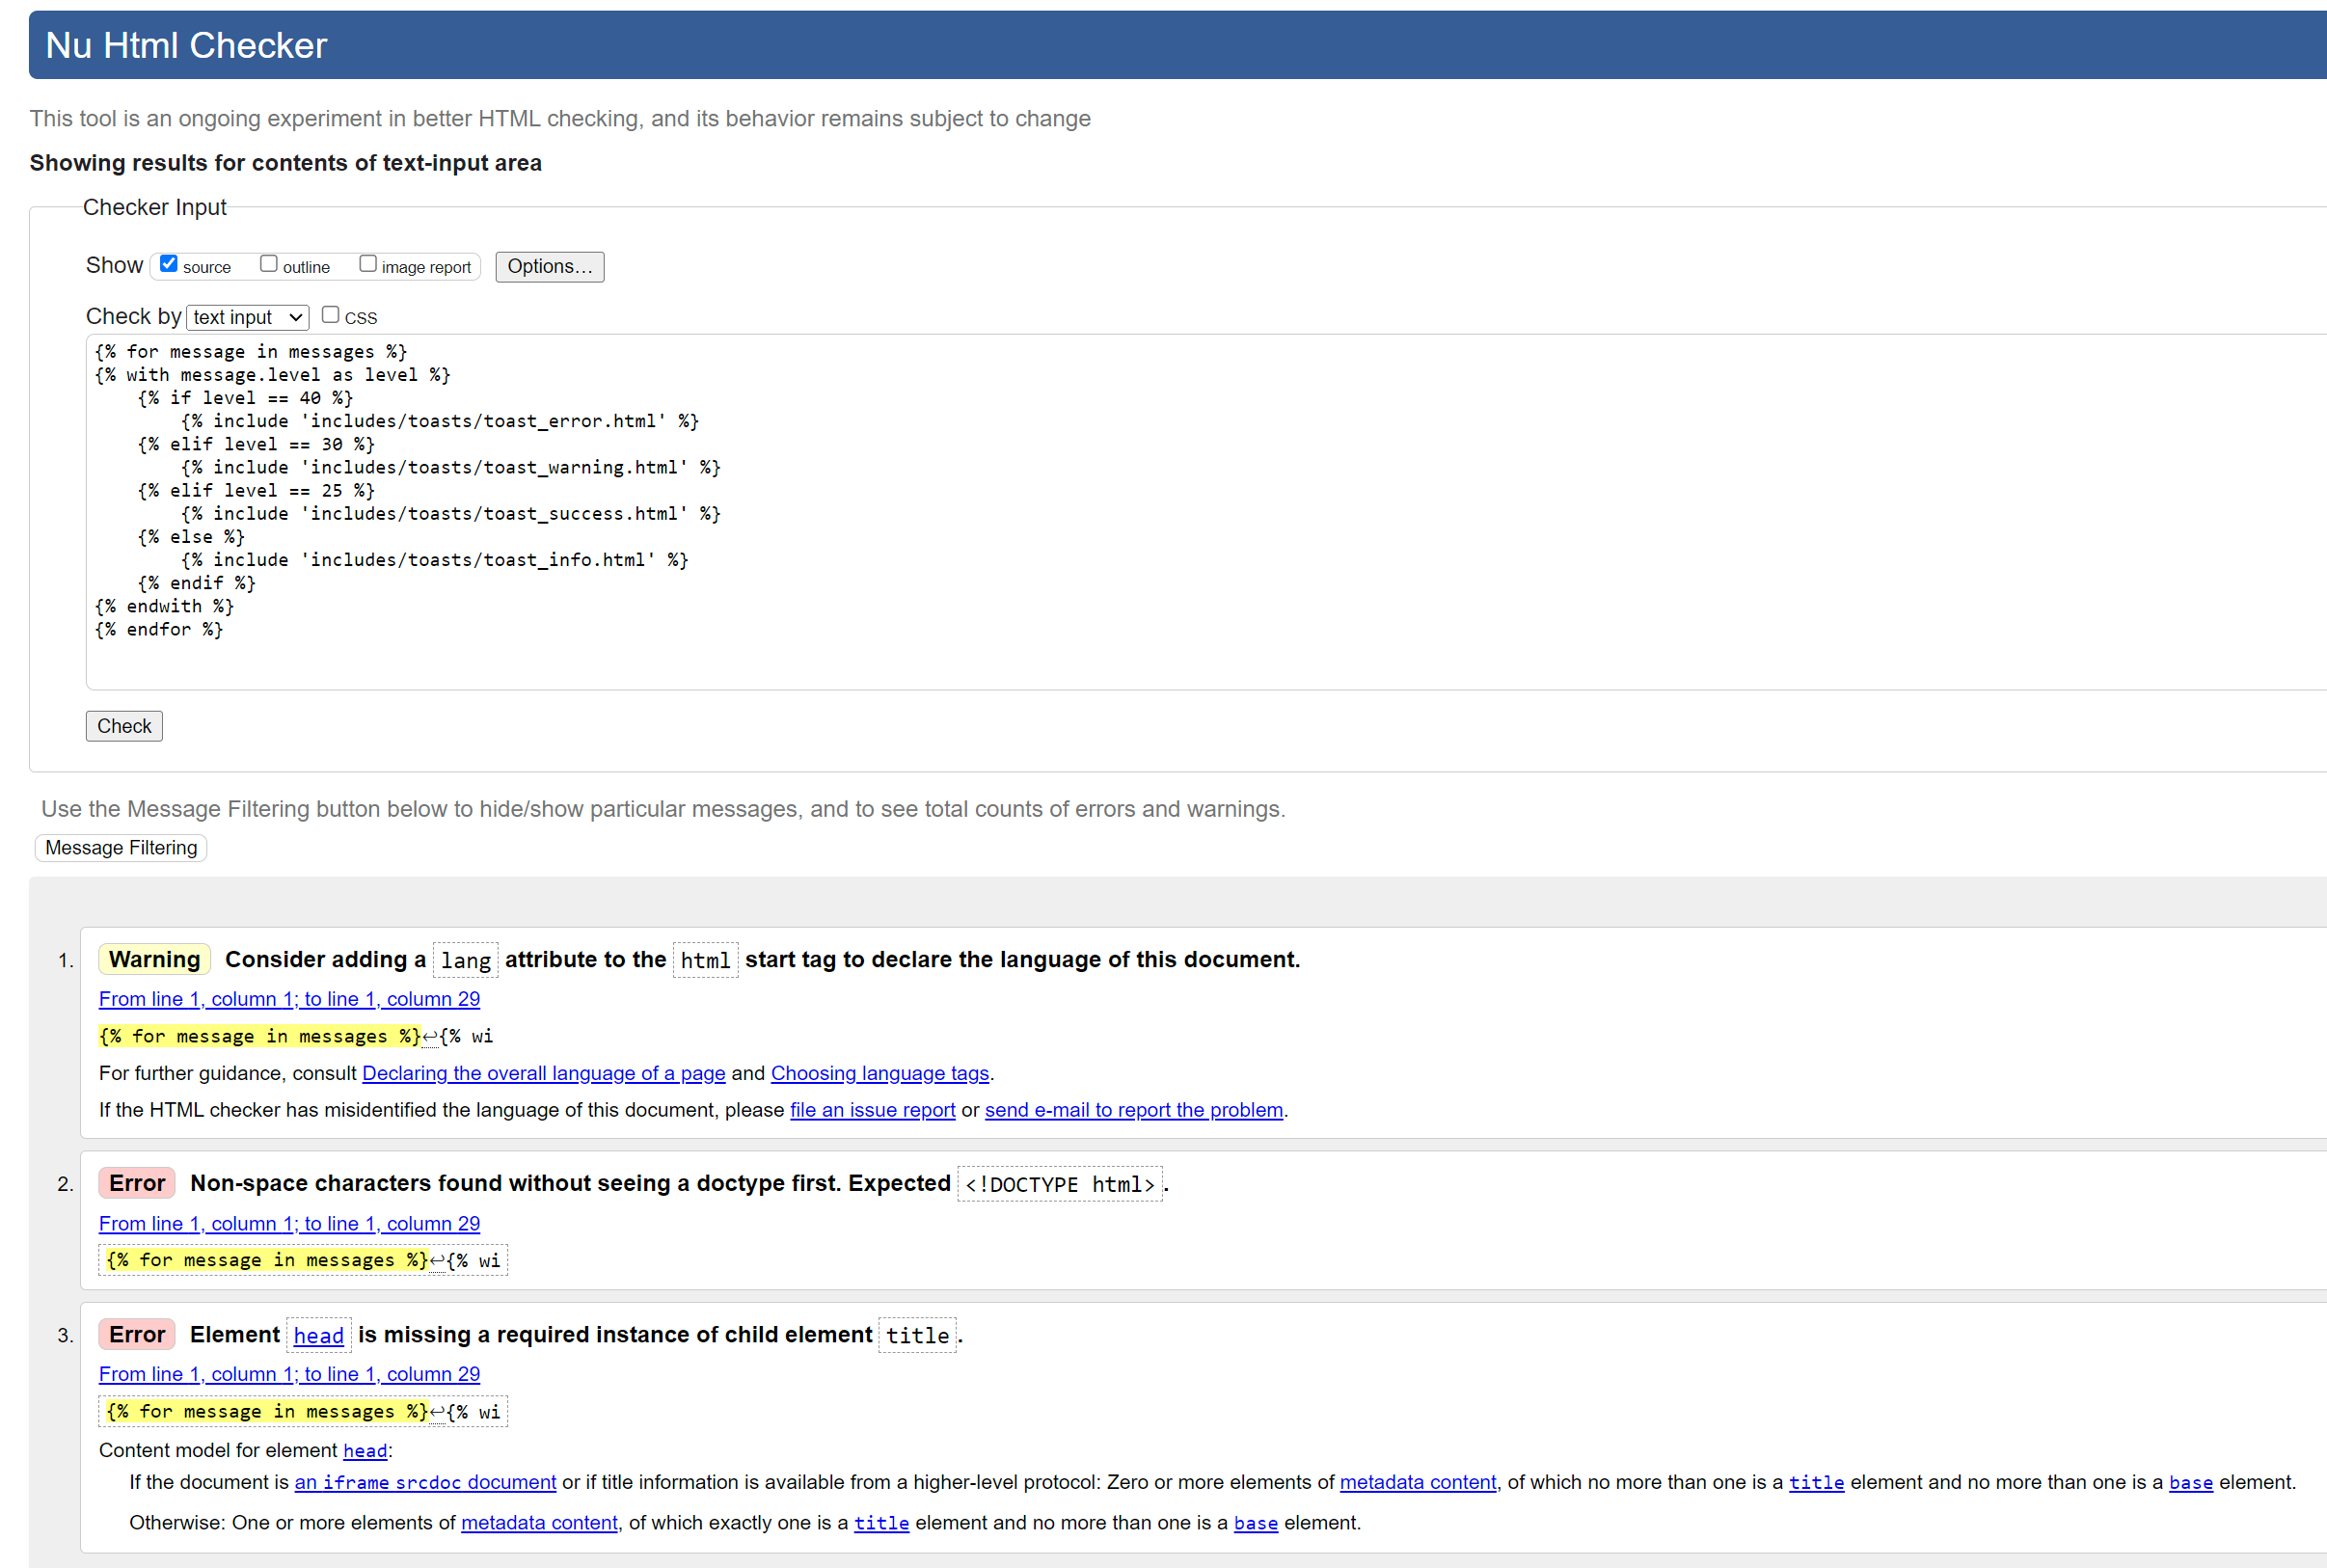 Nu Html Checker
This tool is an ongoing experiment in better HTML checking, and its behavior remains subject to change
Showing results for contents of text-input area
Checker Input
Show source outline image report Options...
Check by text input CSS
{% for message in messages %}
{% with message.level as level %}
    {% if level == 40 %}
        {% include 'includes/toasts/toast_error.html' %}
    {% elif level == 30 %}
        {% include 'includes/toasts/toast_warning.html' %}
    {% elif level == 25 %}
        {% include 'includes/toasts/toast_success.html' %}
    {% else %}
        {% include 'includes/toasts/toast_info.html' %}
    {% endif %}
{% endwith %}
{% endfor %}
Check
Use the Message Filtering button below to hide/show particular messages, and to see total counts of errors and warnings.
Message Filtering
1. Warning Consider adding a lang attribute to the html start tag to declare the language of this document.
From line 1, column 1; to line 1, column 29
{% for message in messages %}↩{% wi
For further guidance, consult Declaring the overall language of a page and Choosing language tags.
If the HTML checker has misidentified the language of this document, please file an issue report or send e-mail to report the problem.
2. Error Non-space characters found without seeing a doctype first. Expected <!DOCTYPE html>.
From line 1, column 1; to line 1, column 29
{% for message in messages %}↩{% wi
3. Error Element head is missing a required instance of child element title.
From line 1, column 1; to line 1, column 29
{% for message in messages %}↩{% wi
Content model for element head:
If the document is an iframe srcdoc document or if title information is available from a higher-level protocol: Zero or more elements of metadata content, of which no more than one is a title element and no more than one is a base element.
Otherwise: One or more elements of metadata content, of which exactly one is a title element and no more than one is a base element.